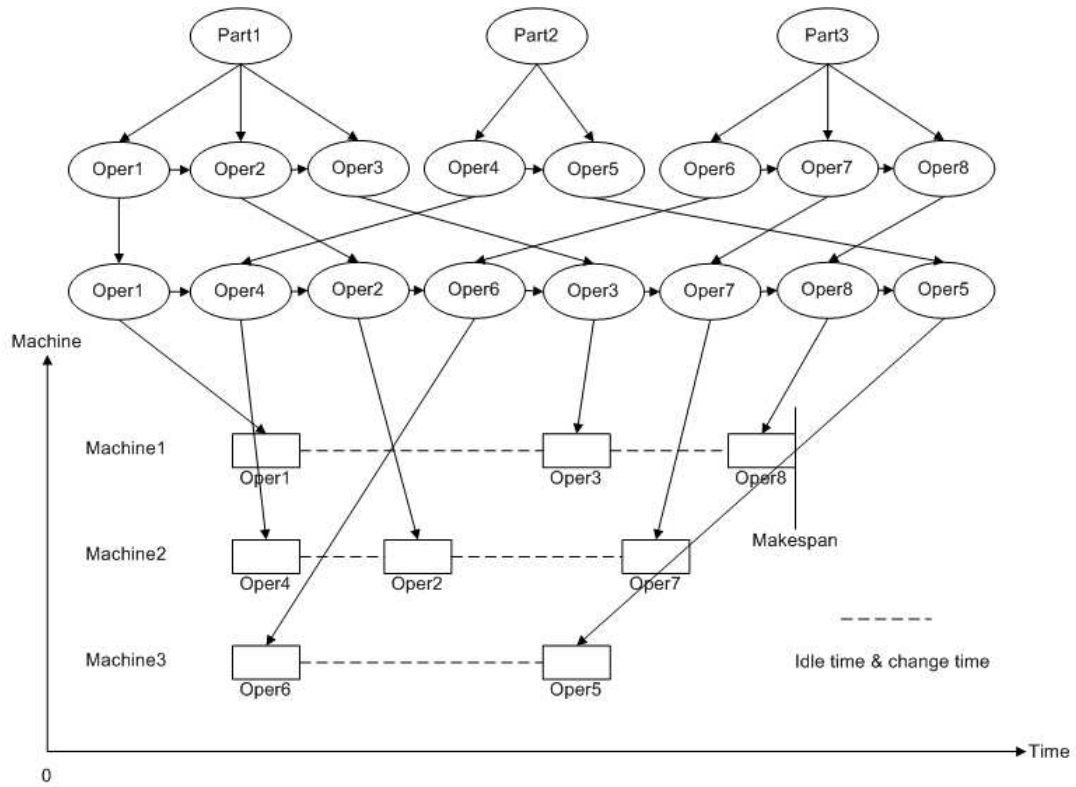 Part1
Part2
Part3
Oper1
Oper2
Oper3
Oper4
Oper5
Oper6
Oper7
Oper8
Oper1
Oper4
Oper2
Oper6
Oper3
Oper7
Oper8
Oper5
Machine
Machine1
Oper1
Oper3
Oper8
Makespan
Machine2
Oper4
Oper2
Oper7
Machine3
Oper6
Oper5
Idle time & change time
Time
0